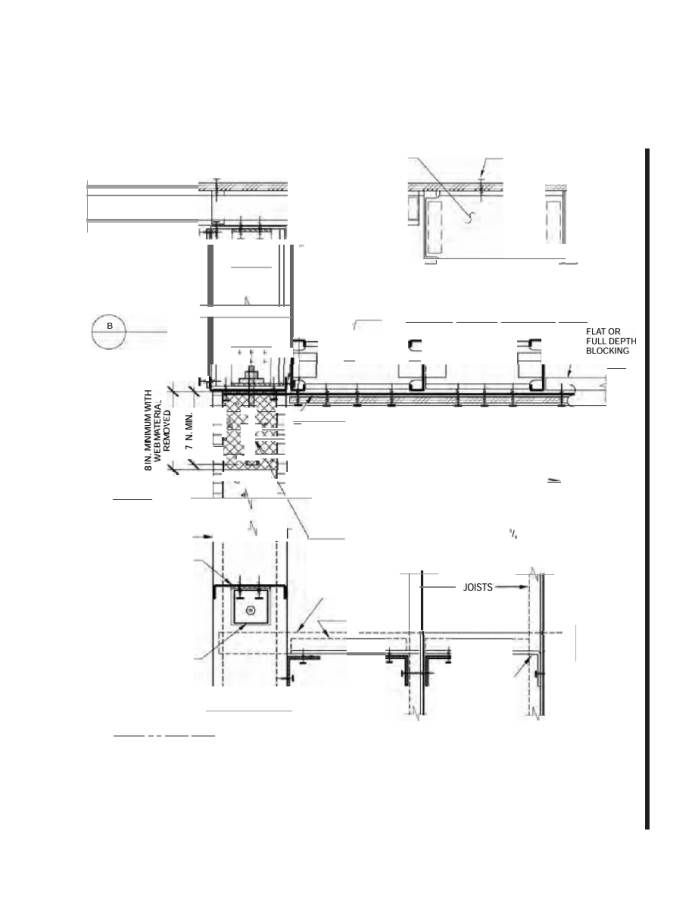 B
FLAT OR
FULL DEPTH
BLOCKING
8 IN. MINIMUM WITH
WEB MATERIAL
REMOVED
7 N. MIN.
JOISTS